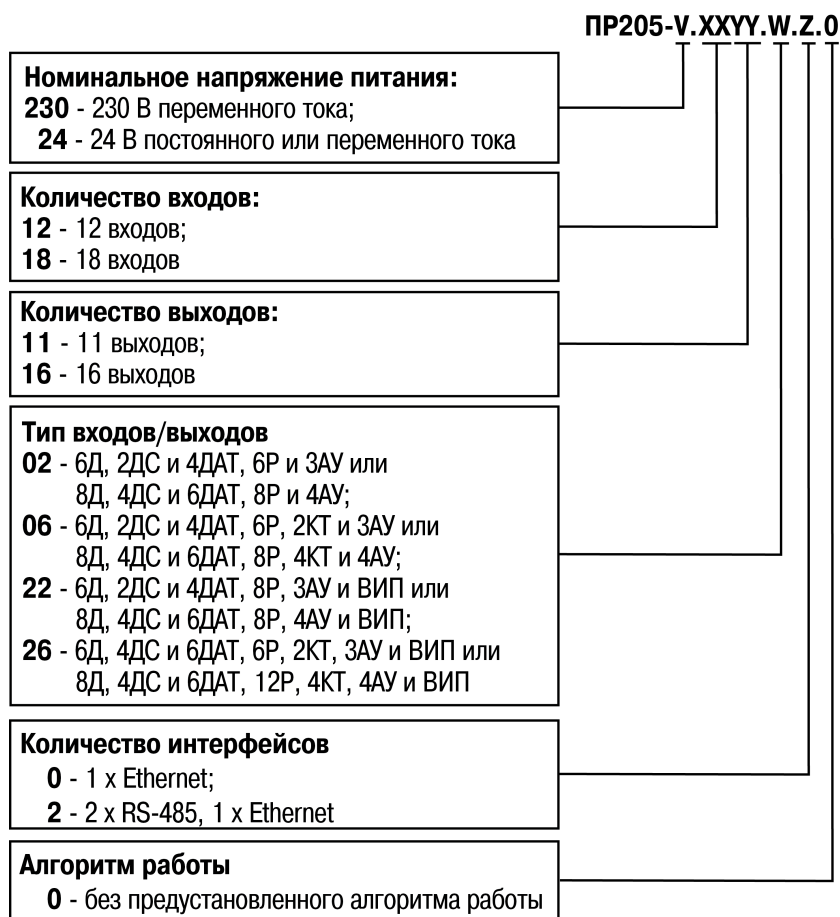 ПР205-V.XXYY.W.Z.0
Номинальное напряжение питания:
230 - 230 В переменного тока;
24 - 24 В постоянного или переменного тока
Количество входов:
12 - 12 входов;
18 - 18 входов
Количество выходов:
11 - 11 выходов;
16 - 16 выходов
Тип входов/выходов
02 - 6Д, 2ДС и 4ДАТ, 6Р и 3АУ или
8Д, 4ДС и 6ДАТ, 8Р и 4АУ;
06 - 6Д, 2ДС и 4ДАТ, 6Р, 2КТ и 3АУ или
8Д, 4ДС и 6ДАТ, 8Р, 4КТ и 4АУ;
22 - 6Д, 2ДС и 4ДАТ, 8Р, 3АУ и ВИП или
8Д, 4ДС и 6ДАТ, 8Р, 4АУ и ВИП;
26 - 6Д, 4ДС и 6ДАТ, 6Р, 2КТ, 3АУ и ВИП или
8Д, 4ДС и 6ДАТ, 12Р, 4КТ, 4АУ и ВИП
Количество интерфейсов
0 - 1 x Ethernet;
2 - 2 x RS-485, 1 x Ethernet
Алгоритм работы
0 - без предустановленного алгоритма работы